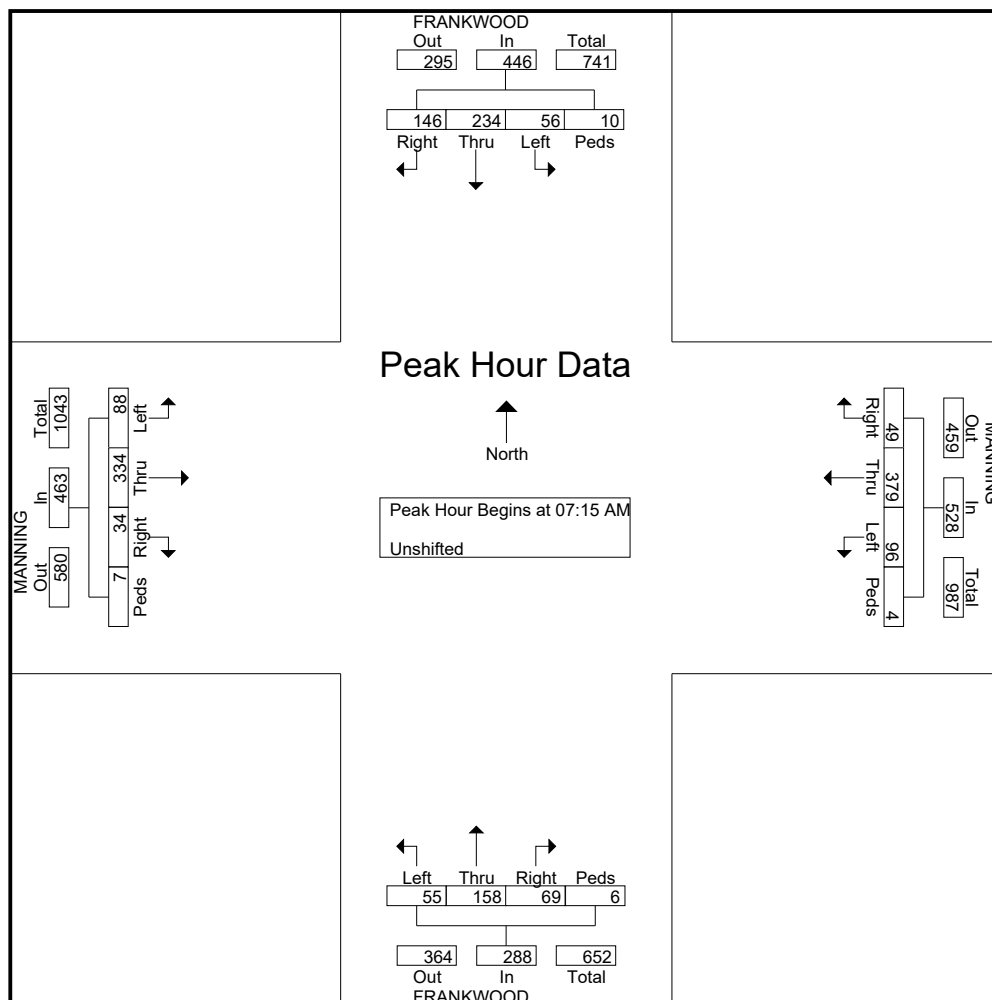 FRANKWOOD
Out In Total
295 446 741
146 234 56 10
Right Thru Left Peds
Peak Hour Data
North
Peak Hour Begins at 07:15 AM
Unshifted
MANNING
Total In Out
1043 463 580
88 334 34 7
Left Thru Right Peds
MANNING
Out In Total
459 528 987
49 379 96 4
Right Thru Left Peds
Left Thru Right Peds
55 158 69 6
364 288 652
Out In Total
FRANKWOOD